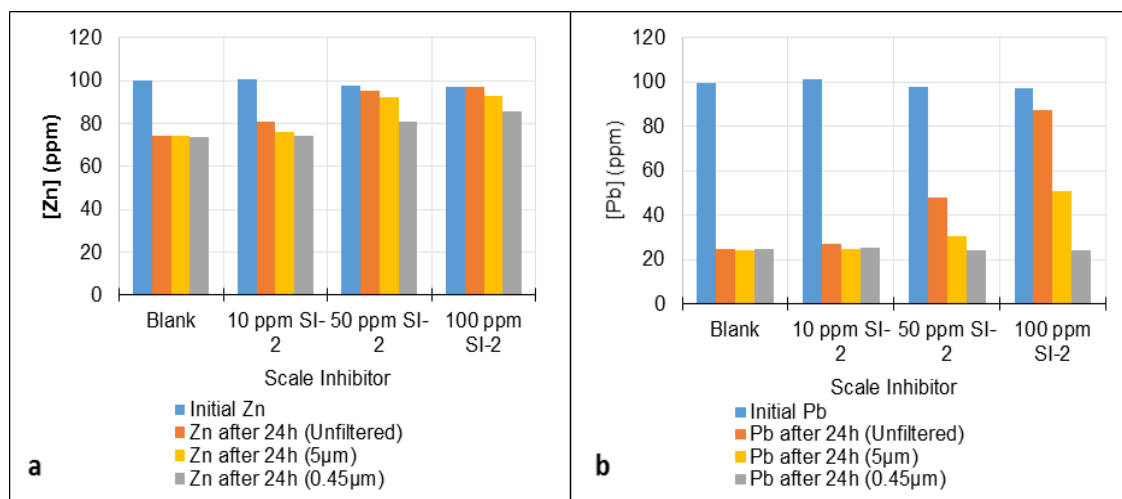 120
100
80
60
40
20
0
[Zn] (ppm)
Blank
10 ppm SI-
2
50 ppm SI-
2
100 ppm
SI-2
Scale Inhibitor
Initial Zn
Zn after 24h (Unfiltered)
Zn after 24h (5µm)
Zn after 24h (0.45µm)
a
120
100
80
60
40
20
0
[Pb] (ppm)
Blank
10 ppm SI-
2
50 ppm SI-
2
100 ppm
SI-2
Scale Inhibitor
Initial Pb
Pb after 24h (Unfiltered)
Pb after 24h (5µm)
Pb after 24h (0.45µm)
b